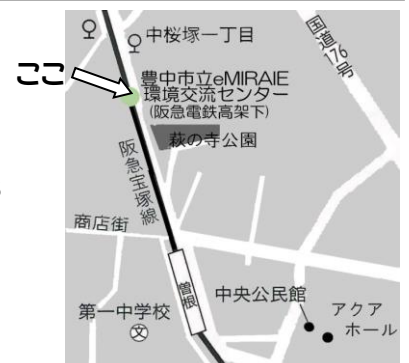 中桜塚一丁目
国道176号
ここ
豊中市立eMIRAIE
環境交流センター
(阪急電鉄高架下)
萩の寺公園
阪急宝塚線
商店街
曽根
中央公民館
アクア
ホール
第一中学校
文